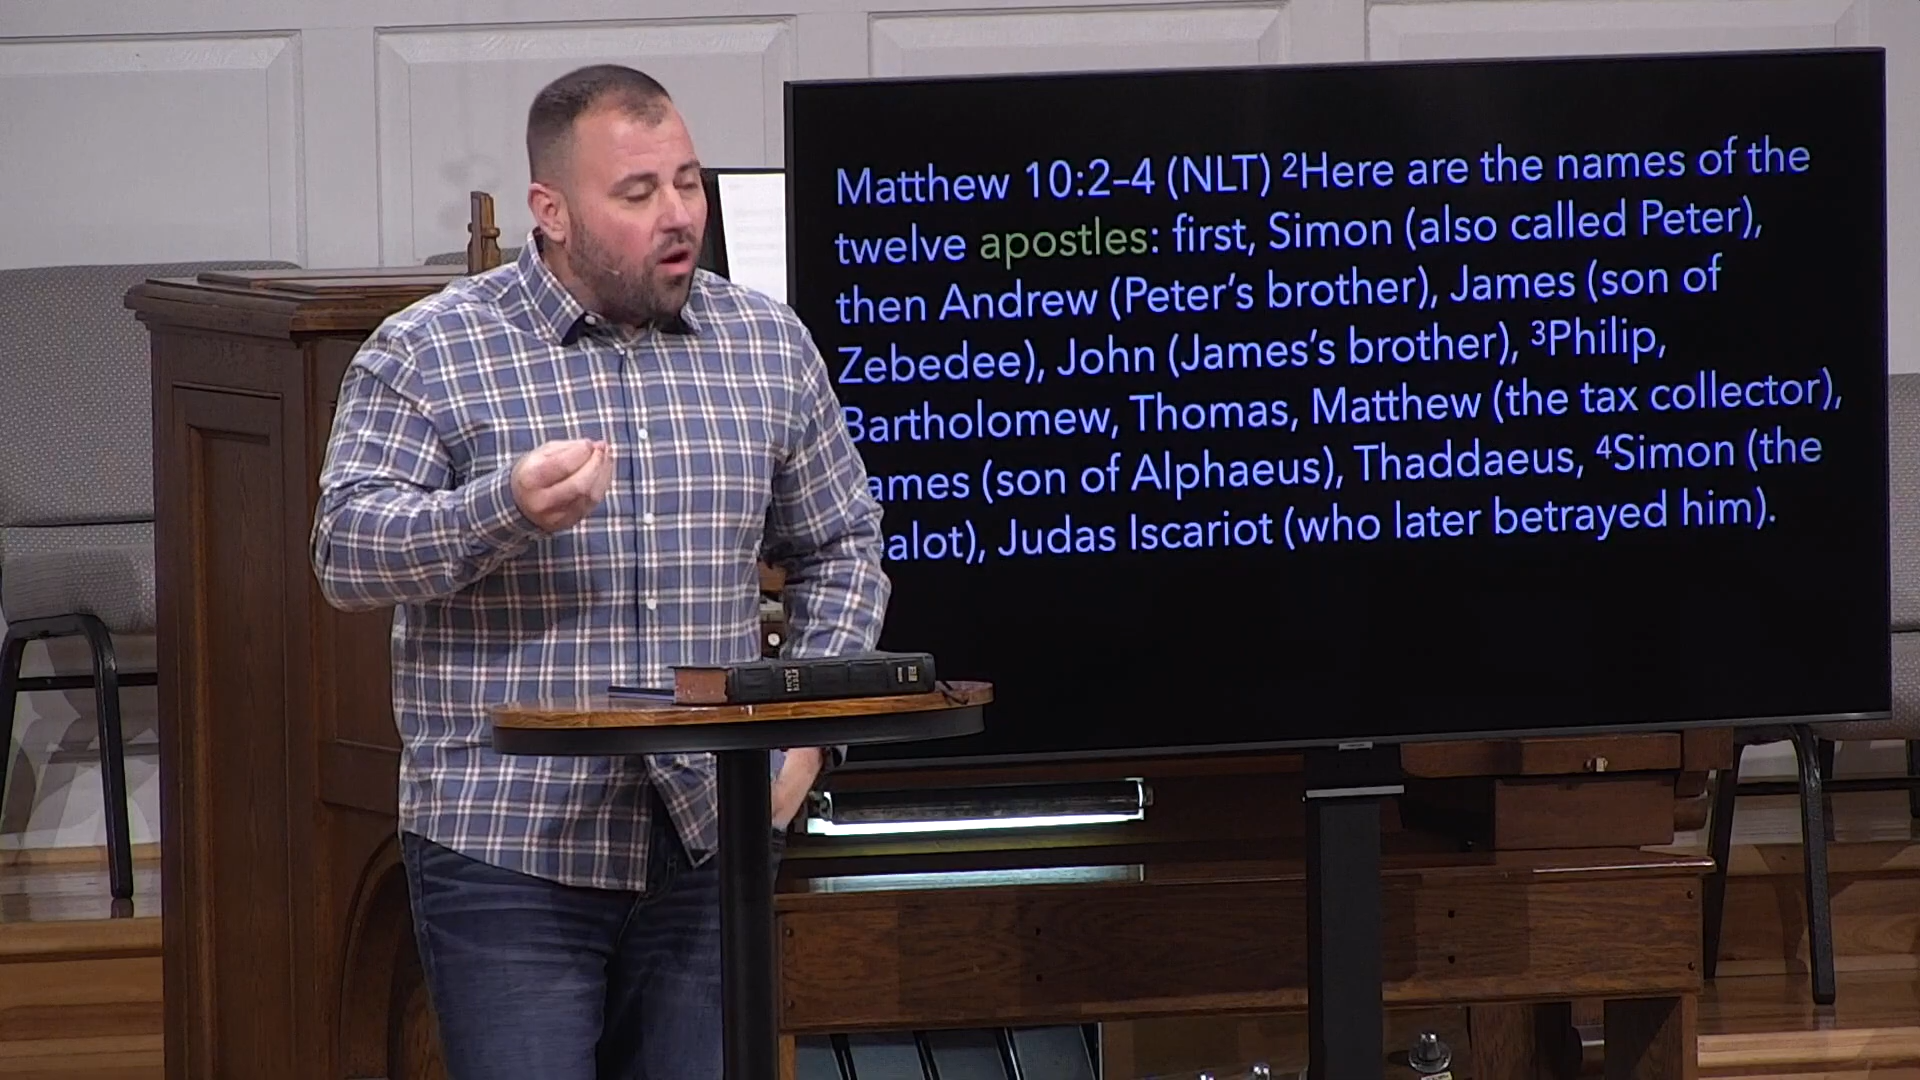 Matthew 10:2–4 (NLT) ²Here are the names of the
twelve apostles: first, Simon (also called Peter),
then Andrew (Peter’s brother), James (son of
Zebedee), John (James’s brother), ³Philip,
Bartholomew, Thomas, Matthew (the tax collector),
ames (son of Alphaeus), Thaddaeus, ⁴Simon (the
alot), Judas Iscariot (who later betrayed him).